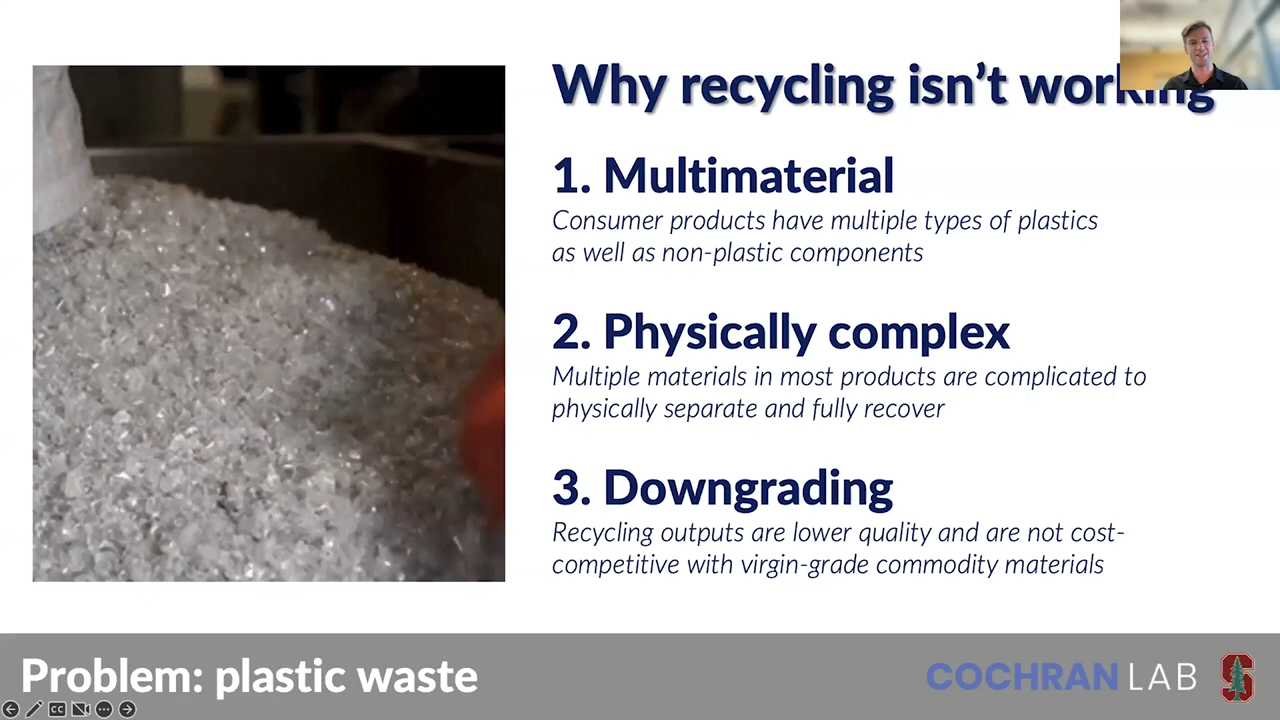 Why recycling isn't working
1. Multimaterial
Consumer products have multiple types of plastics
as well as non-plastic components
2. Physically complex
Multiple materials in most products are complicated to
physically separate and fully recover
3. Downgrading
Recycling outputs are lower quality and are not cost-
competitive with virgin-grade commodity materials
Problem: plastic waste
COCHRAN LAB
S
CC